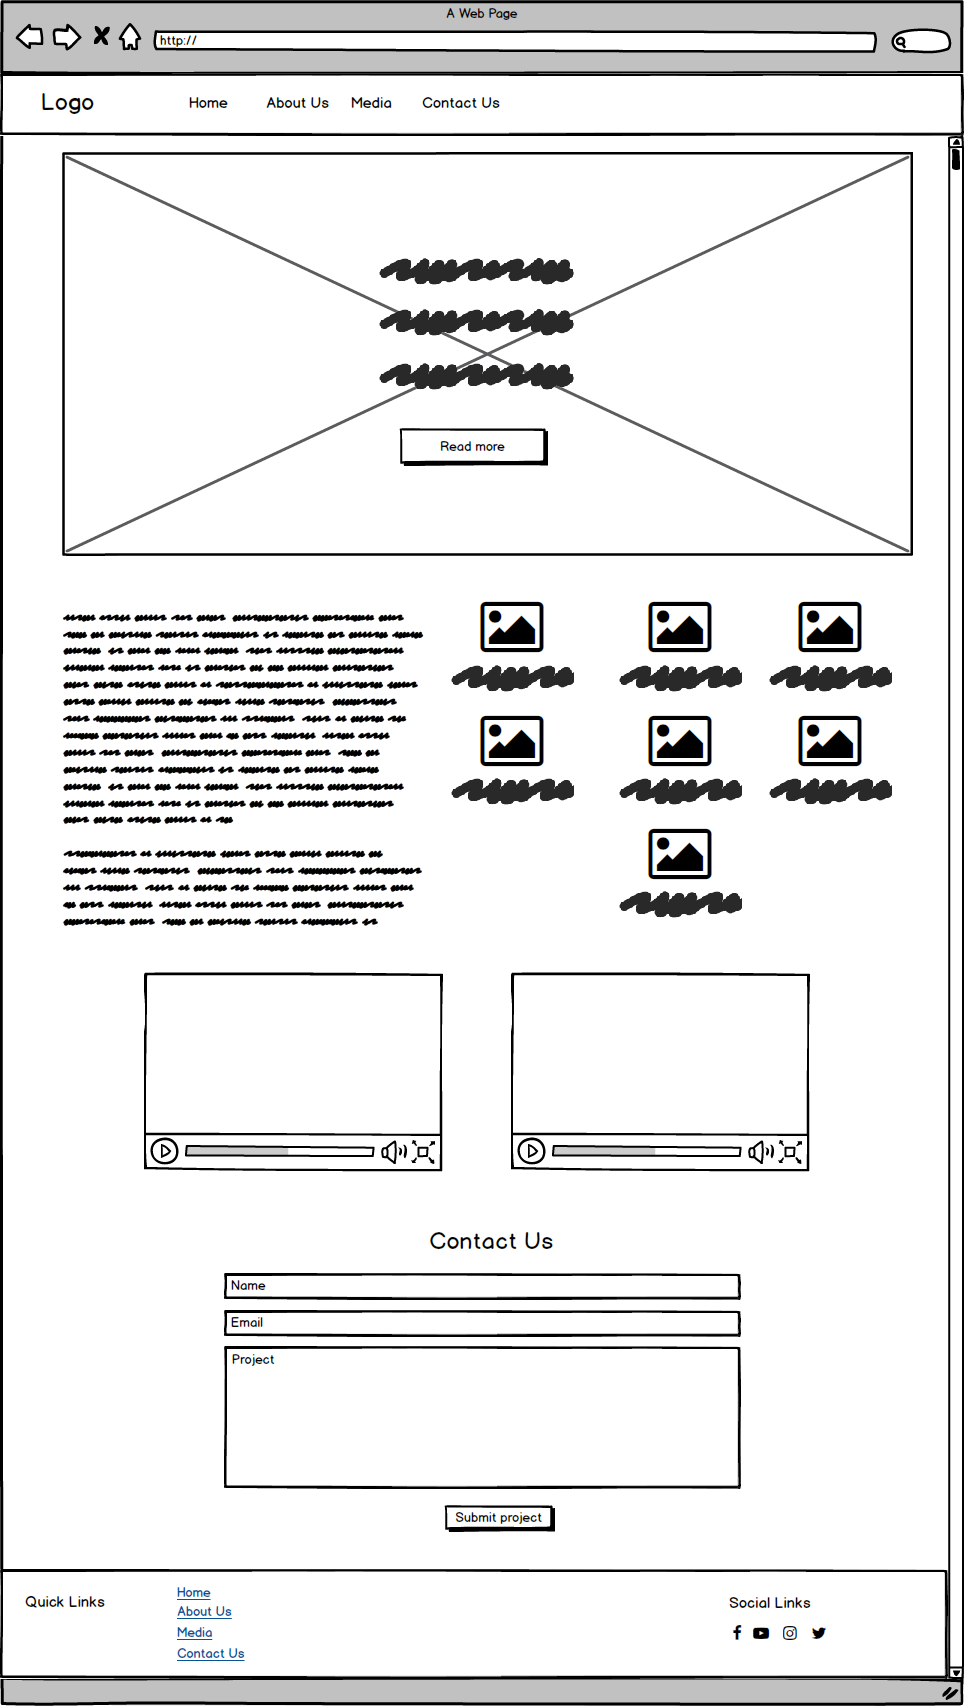 A Web Page
http://
Logo
Home About Us Media Contact Us
Read more
Contact Us
Name
Email
Project
Submit project
Quick Links
Home
About Us
Media
Contact Us
Social Links